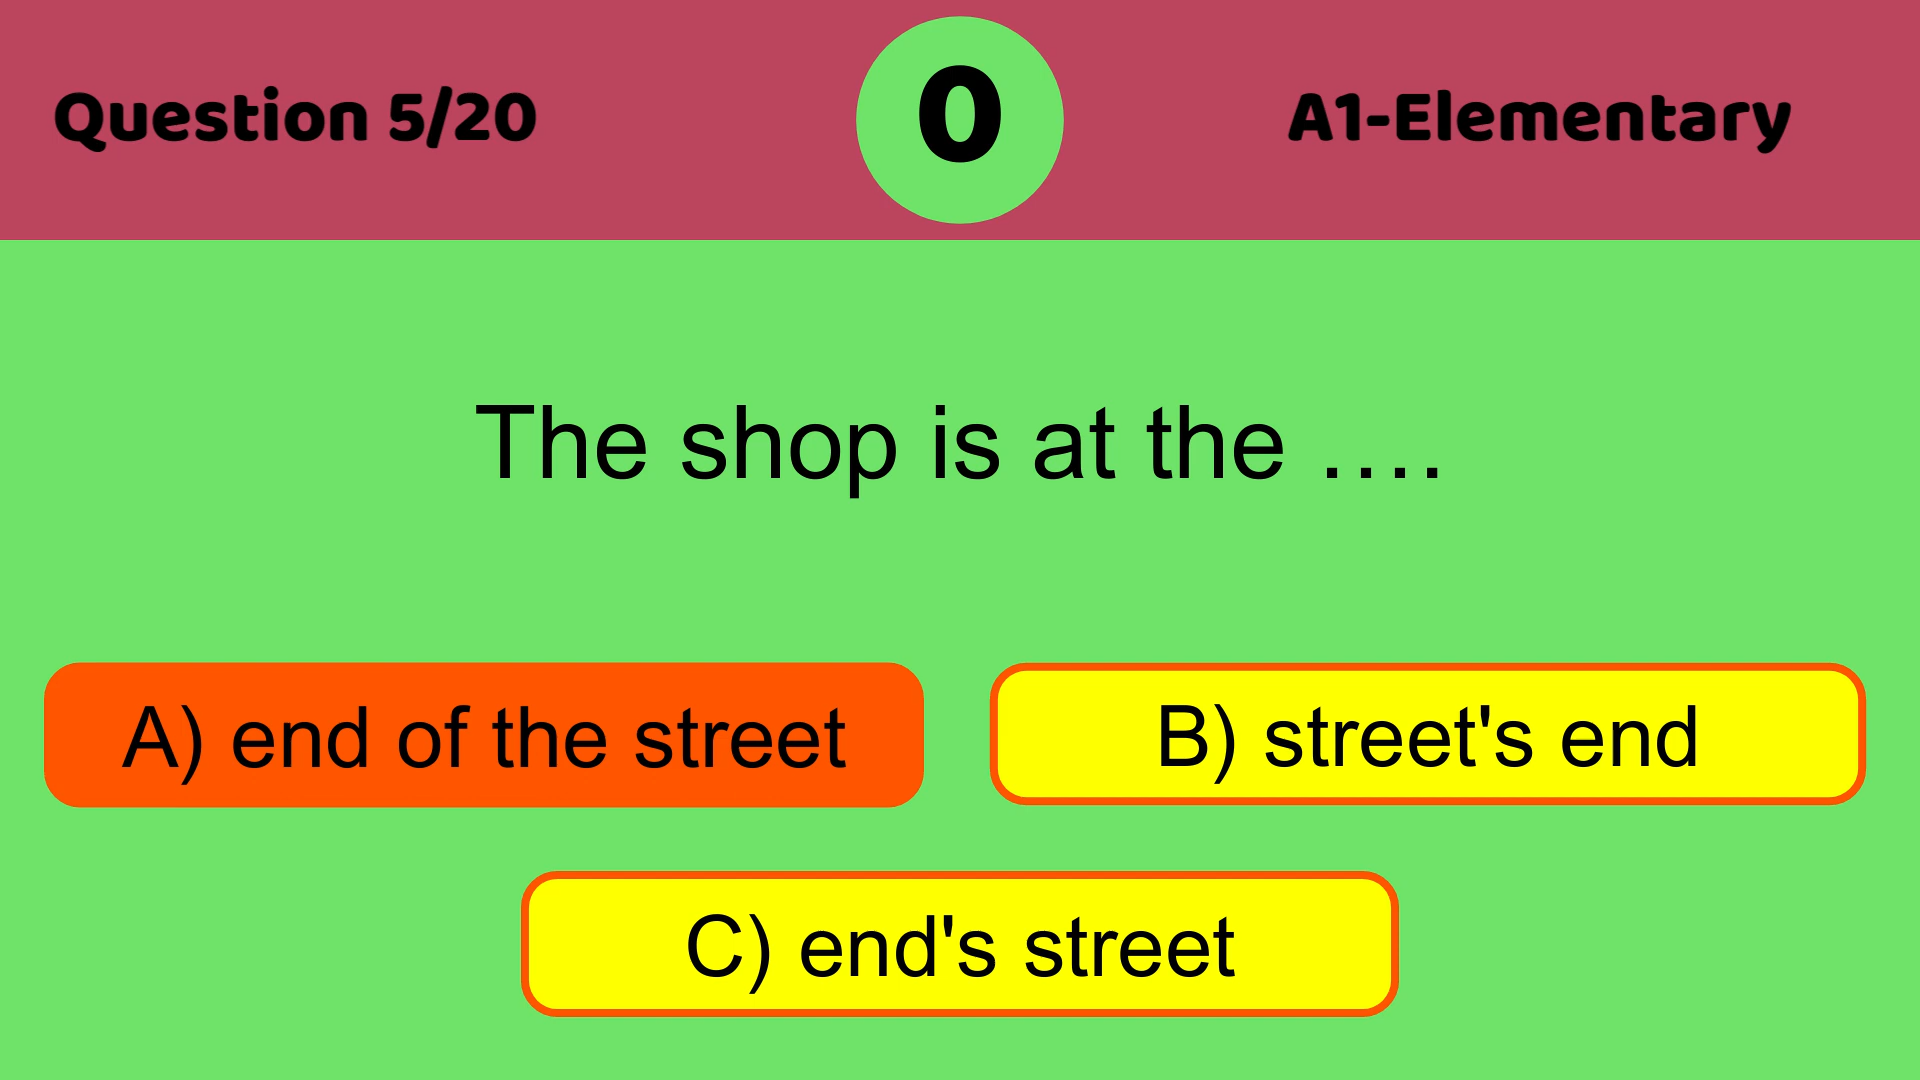 Question 5/20
0
A1-Elementary
The shop is at the ….
A) end of the street
B) street's end
C) end's street